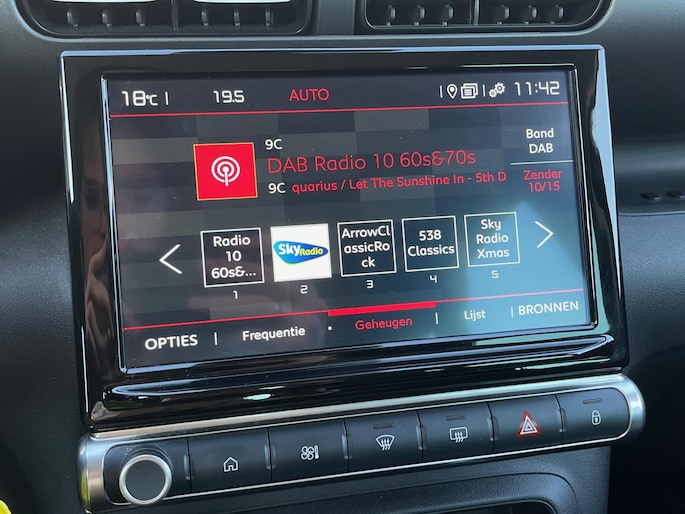 18°C | 19.5 AUTO | | 11:42
9C
DAB Radio 10 60s&70s
9C quarius / Let The Sunshine In - 5th D
Band
DAB
Zender
10/15
Radio
10
60s&...
1
Sky Radio
2
ArrowCl
assicRo
ck
3
538
Classics
4
Sky
Radio
Xmas
5
OPTIES | Frequentie Geheugen | Lijst | BRONNEN